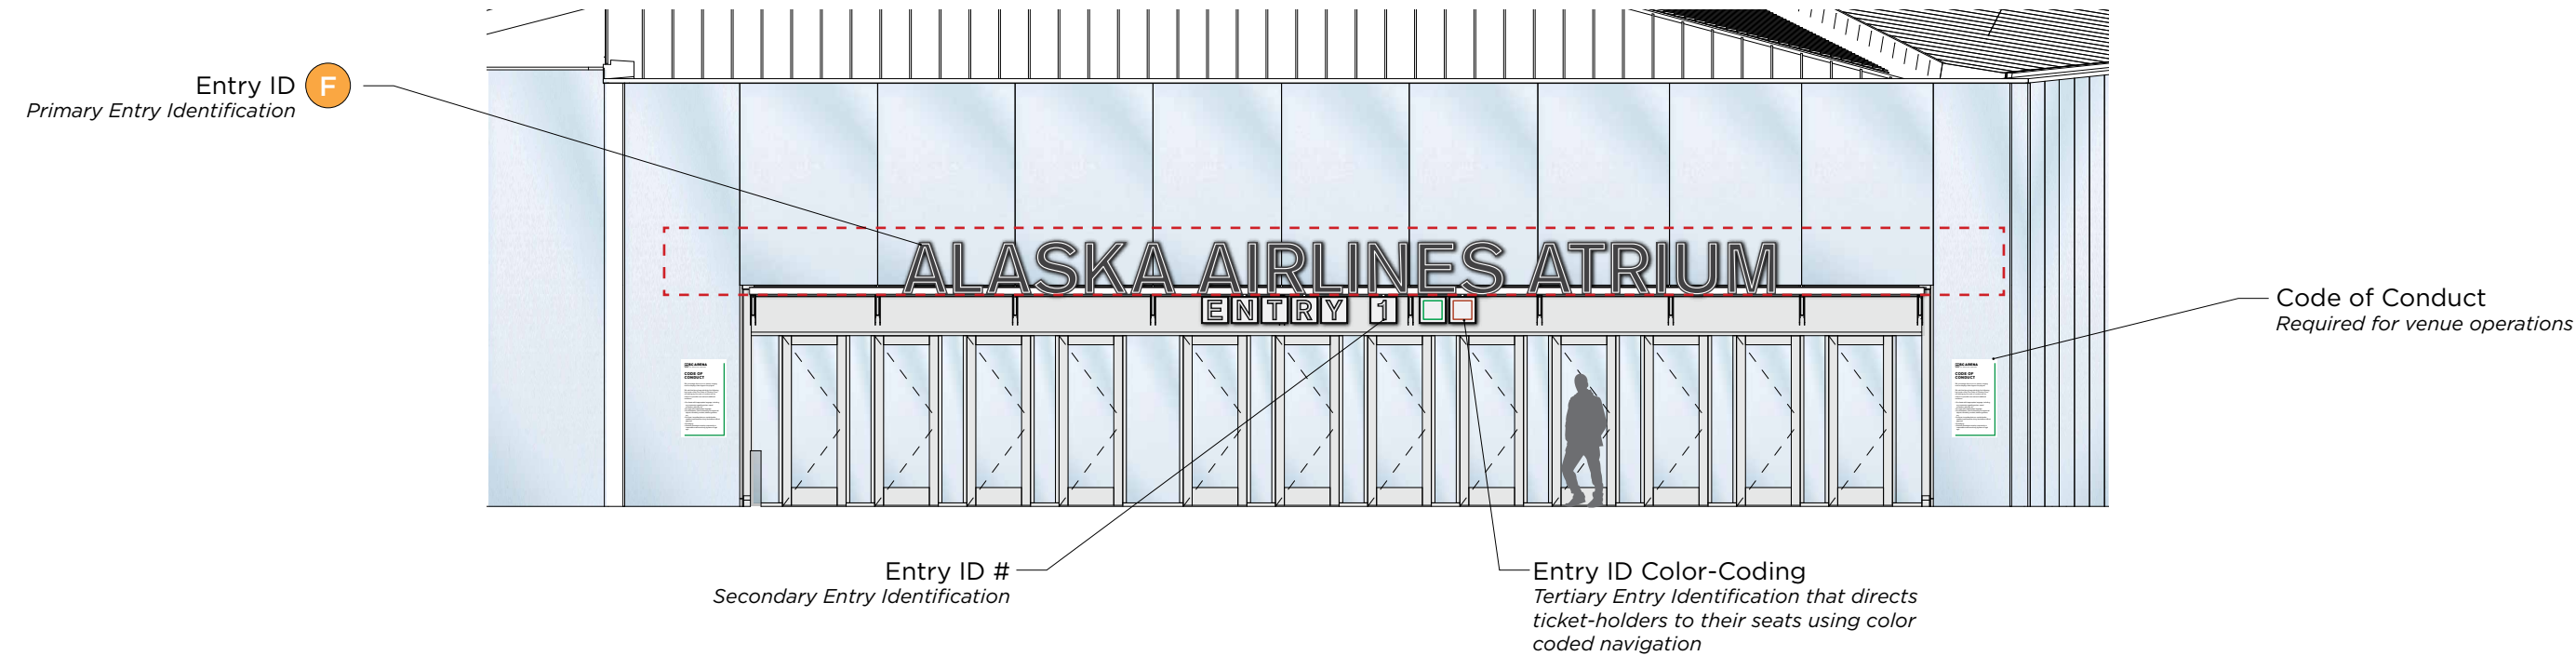 Entry ID F
Primary Entry Identification
ALASKA AIRLINES ATRIUM
ENTRY 1
Code of Conduct
Required for venue operations
CODE OF
CONDUCT
CODE OF
CONDUCT
Entry ID #
Secondary Entry Identification
Entry ID Color-Coding
Tertiary Entry Identification that directs
ticket-holders to their seats using color
coded navigation